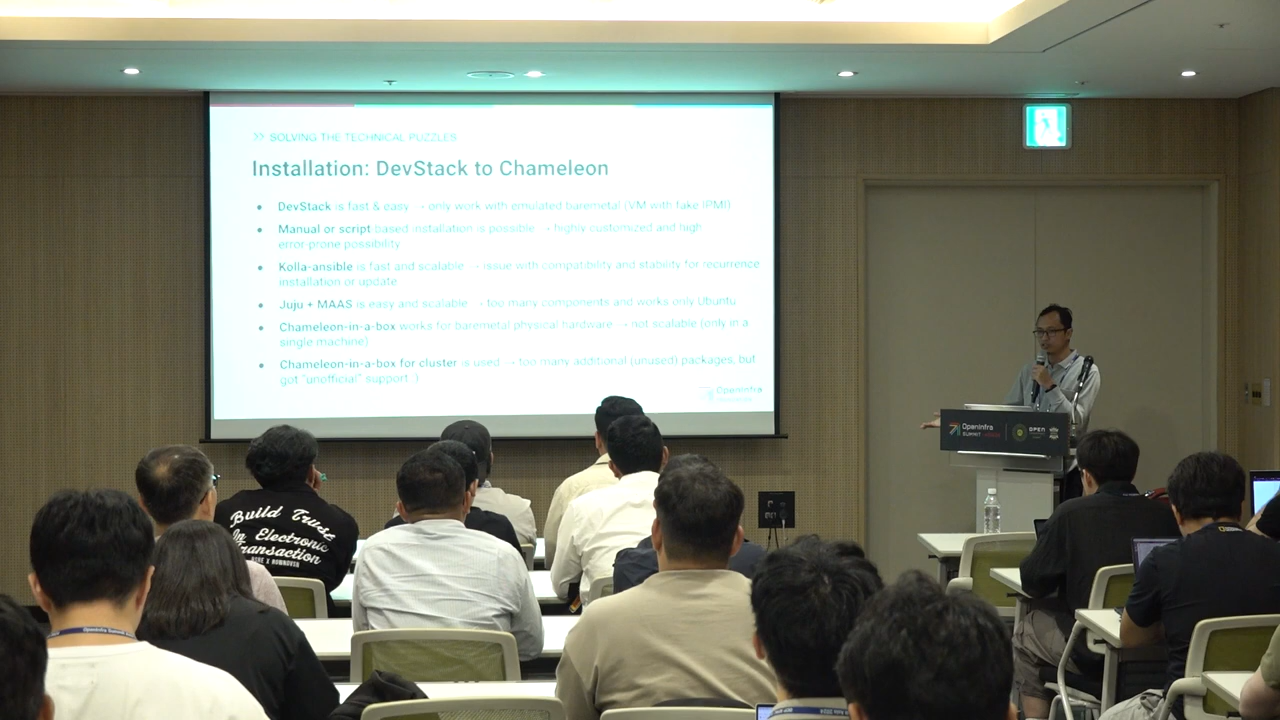 >> SOLVING THE TECHNICAL PUZZLES
Installation: DevStack to Chameleon
• DevStack is fast & easy → only work with emulated baremetal (VM with fake IPMI)
• Manual or script based installation is possible → highly customized and high
error-prone possibility
• Kolla-ansible is fast and scalable → issue with compatibility and stability for recurrence
installation or update
• Juju + MAAS is easy and scalable → too many components and works only Ubuntu
• Chameleon-in-a-box works for baremetal physical hardware → not scalable (only in a
single machine)
• Chameleon-in-a-box for cluster is used → too many additional (unused) packages, but
got "unofficial" support :)
OpenInfra
OpenInfra
SUMMIT
OPEN
Build Trust
In Electronic
Transaction